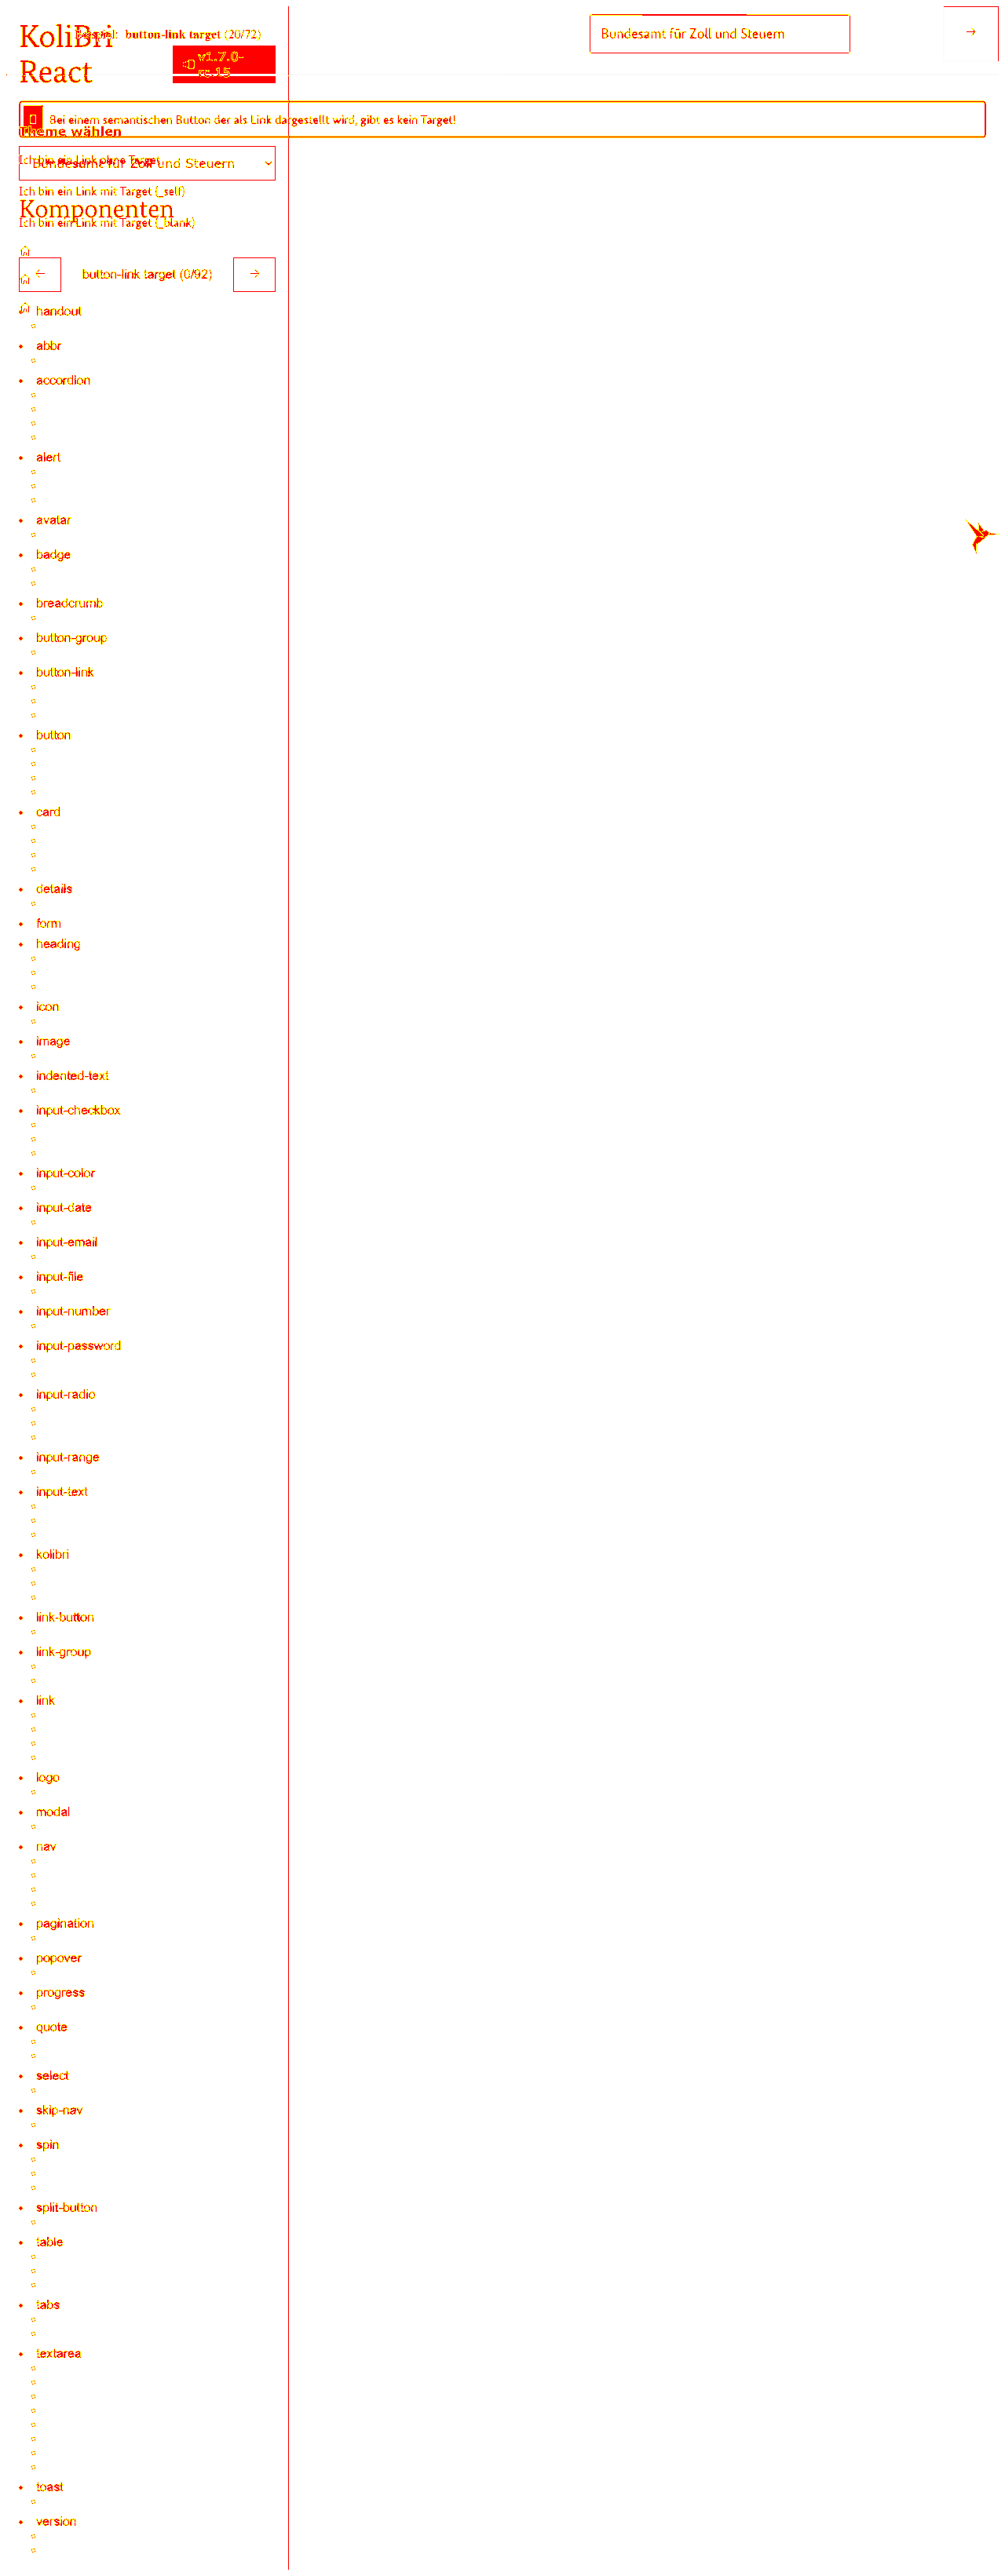 KoliBri
React
Beispiel: button-link target (20/72)
v1.7.0-
rc.15
Bundesamt für Zoll und Steuern
→
Bei einem semantischen Button der als Link dargestellt wird, gibt es kein Target!
Theme wählen
Ich bin ein Link ohne Target
Bundesamt für Zoll und Steuern
Ich bin ein Link mit Target (_self)
Komponenten
Ich bin ein Link mit Target (_blank)
← button-link target (0/92) →
handout
abbr
accordion
alert
avatar
badge
breadcrumb
button-group
button-link
button
card
details
form
heading
icon
image
indented-text
input-checkbox
input-color
input-date
input-email
input-file
input-number
input-password
input-radio
input-range
input-text
kolibri
link-button
link-group
link
logo
modal
nav
pagination
popover
progress
quote
select
skip-nav
spin
split-button
table
tabs
textarea
toast
version